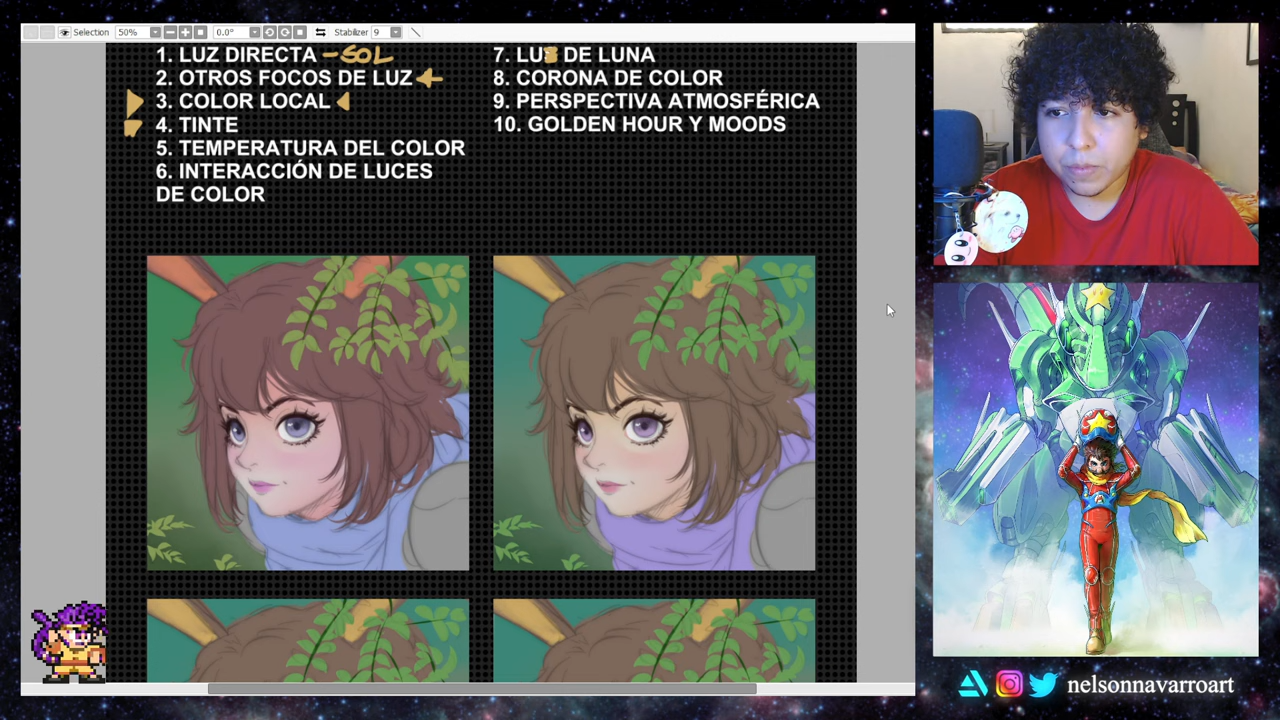 Selection 50% 0.0° Stabilizer 9
1. LUZ DIRECTA - SOL
2. OTROS FOCOS DE LUZ
3. COLOR LOCAL
4. TINTE
5. TEMPERATURA DEL COLOR
6. INTERACCIÓN DE LUCES
DE COLOR
7. LUZ DE LUNA
8. CORONA DE COLOR
9. PERSPECTIVA ATMOSFÉRICA
10. GOLDEN HOUR Y MOODS
nelsonnavarroart